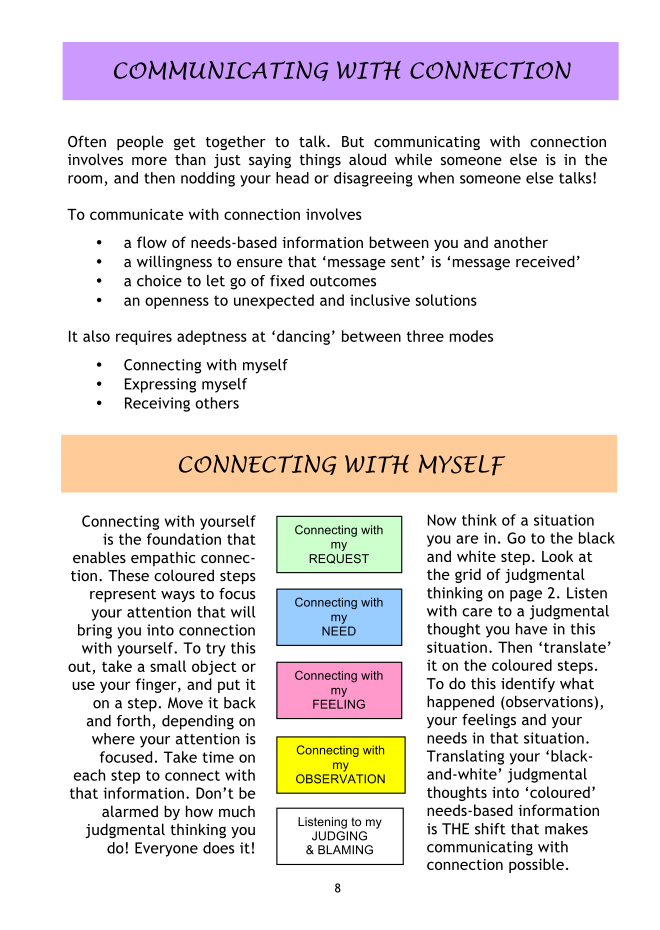 COMMUNICATING WITH CONNECTION
Often people get together to talk. But communicating with connection
involves more than just saying things aloud while someone else is in the
room, and then nodding your head or disagreeing when someone else talks!
To communicate with connection involves
• a flow of needs-based information between you and another
• a willingness to ensure that ‘message sent’ is ‘message received’
• a choice to let go of fixed outcomes
• an openness to unexpected and inclusive solutions
It also requires adeptness at ‘dancing’ between three modes
• Connecting with myself
• Expressing myself
• Receiving others
CONNECTING WITH MYSELF
Connecting with yourself
is the foundation that
enables empathic connec-
tion. These coloured steps
represent ways to focus
your attention that will
bring you into connection
with yourself. To try this
out, take a small object or
use your finger, and put it
on a step. Move it back
and forth, depending on
where your attention is
focused. Take time on
each step to connect with
that information. Don’t be
alarmed by how much
judgmental thinking you
do! Everyone does it!
Connecting with
my
REQUEST
Connecting with
my
NEED
Connecting with
my
FEELING
Connecting with
my
OBSERVATION
Listening to my
JUDGING
& BLAMING
Now think of a situation
you are in. Go to the black
and white step. Look at
the grid of judgmental
thinking on page 2. Listen
with care to a judgmental
thought you have in this
situation. Then ‘translate’
it on the coloured steps.
To do this identify what
happened (observations),
your feelings and your
needs in that situation.
Translating your ‘black-
and-white’ judgmental
thoughts into ‘coloured’
needs-based information
is THE shift that makes
communicating with
connection possible.
8